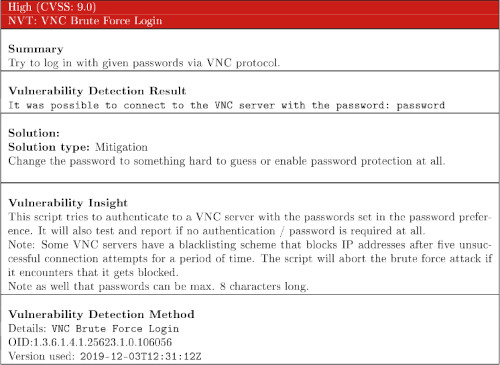 High (CVSS: 9.0)
NVT: VNC Brute Force Login
Summary
Try to log in with given passwords via VNC protocol.
Vulnerability Detection Result
It was possible to connect to the VNC server with the password: password
Solution:
Solution type: Mitigation
Change the password to something hard to guess or enable password protection at all.
Vulnerability Insight
This script tries to authenticate to a VNC server with the passwords set in the password prefer-
ence. It will also test and report if no authentication / password is required at all.
Note: Some VNC servers have a blacklisting scheme that blocks IP addresses after five unsuc-
cessful connection attempts for a period of time. The script will abort the brute force attack if
it encounters that it gets blocked.
Note as well that passwords can be max. 8 characters long.
Vulnerability Detection Method
Details: VNC Brute Force Login
OID:1.3.6.1.4.1.25623.1.0.106056
Version used: 2019-12-03T12:31:12Z